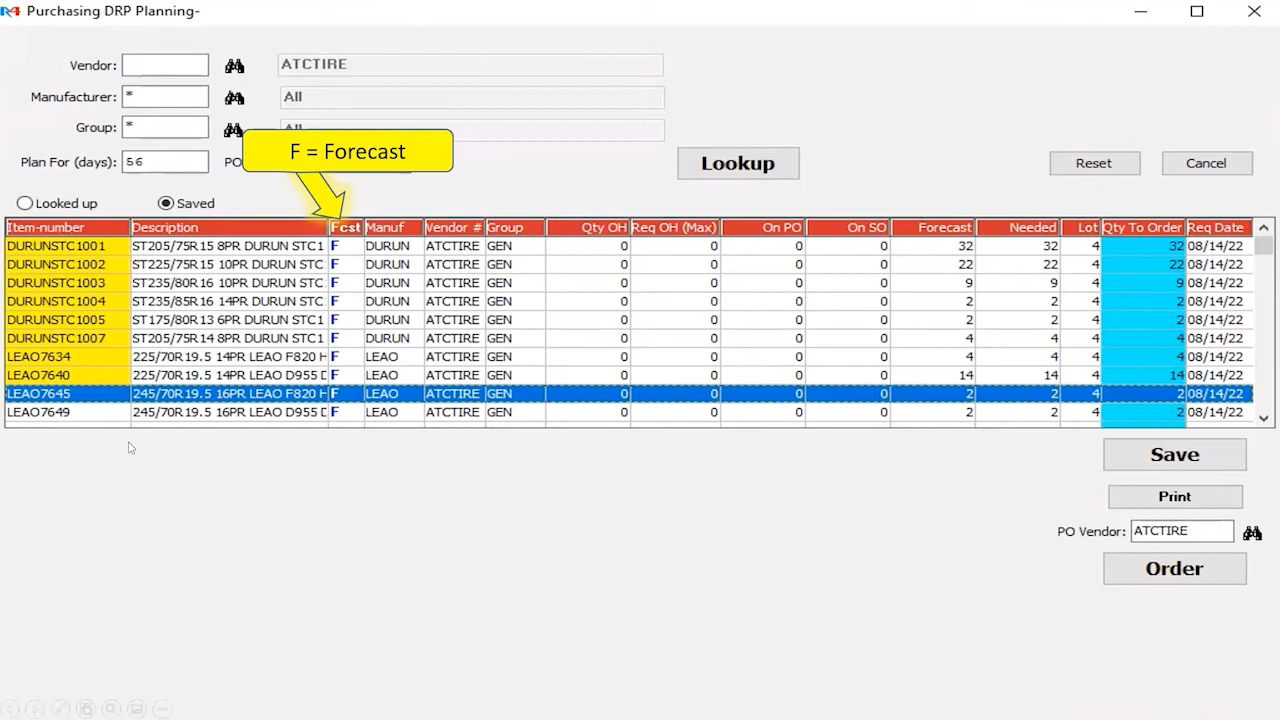 R4 Purchasing DRP Planning-
Vendor: ATCTIRE
Manufacturer: * All
Group: * All
F = Forecast
Plan For (days): 56 PO Lookup Reset Cancel
Looked up Saved
Item-number Description Fcst Manuf Vendor # Group Qty OH Req OH (Max) On PO On SO Forecast Needed Lot Qty To Order Req Date
DURUNSTC1001 ST205/75R15 8PR DURUN STC1 F DURUN ATCTIRE GEN 0 0 0 0 32 32 4 32 08/14/22
DURUNSTC1002 ST225/75R15 10PR DURUN STC F DURUN ATCTIRE GEN 0 0 0 0 22 22 4 22 08/14/22
DURUNSTC1003 ST235/80R16 10PR DURUN STC F DURUN ATCTIRE GEN 0 0 0 0 9 9 4 9 08/14/22
DURUNSTC1004 ST235/85R16 14PR DURUN STC F DURUN ATCTIRE GEN 0 0 0 0 2 2 4 2 08/14/22
DURUNSTC1005 ST175/80R13 6PR DURUN STC1 F DURUN ATCTIRE GEN 0 0 0 0 2 2 4 2 08/14/22
DURUNSTC1007 ST205/75R14 8PR DURUN STC1 F DURUN ATCTIRE GEN 0 0 0 0 4 4 4 4 08/14/22
LEAO7634 225/70R19.5 14PR LEAO F820 H F LEAO ATCTIRE GEN 0 0 0 0 4 4 4 4 08/14/22
LEAO7640 225/70R19.5 14PR LEAO D955 D F LEAO ATCTIRE GEN 0 0 0 0 14 14 4 14 08/14/22
LEAO7645 245/70R19.5 16PR LEAO F820 H F LEAO ATCTIRE GEN 0 0 0 0 2 2 4 2 08/14/22
LEAO7649 245/70R19.5 16PR LEAO D955 D F LEAO ATCTIRE GEN 0 0 0 0 2 2 4 2 08/14/22
Save
Print
PO Vendor: ATCTIRE
Order